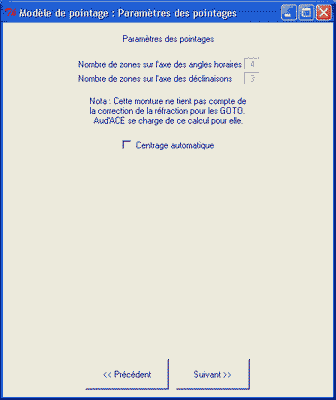 Modèle de pointage : Paramètres des pointages
Paramètres des pointages
Nombre de zones sur l'axe des angles horaires 4
Nombre de zones sur l'axe des déclinaisons 3
Nota : Cette monture ne tient pas compte de
la correction de la réfraction pour les GOTO.
Aud'ACE se charge de ce calcul pour elle.
Centrage automatique
<< Précédent
Suivant >>